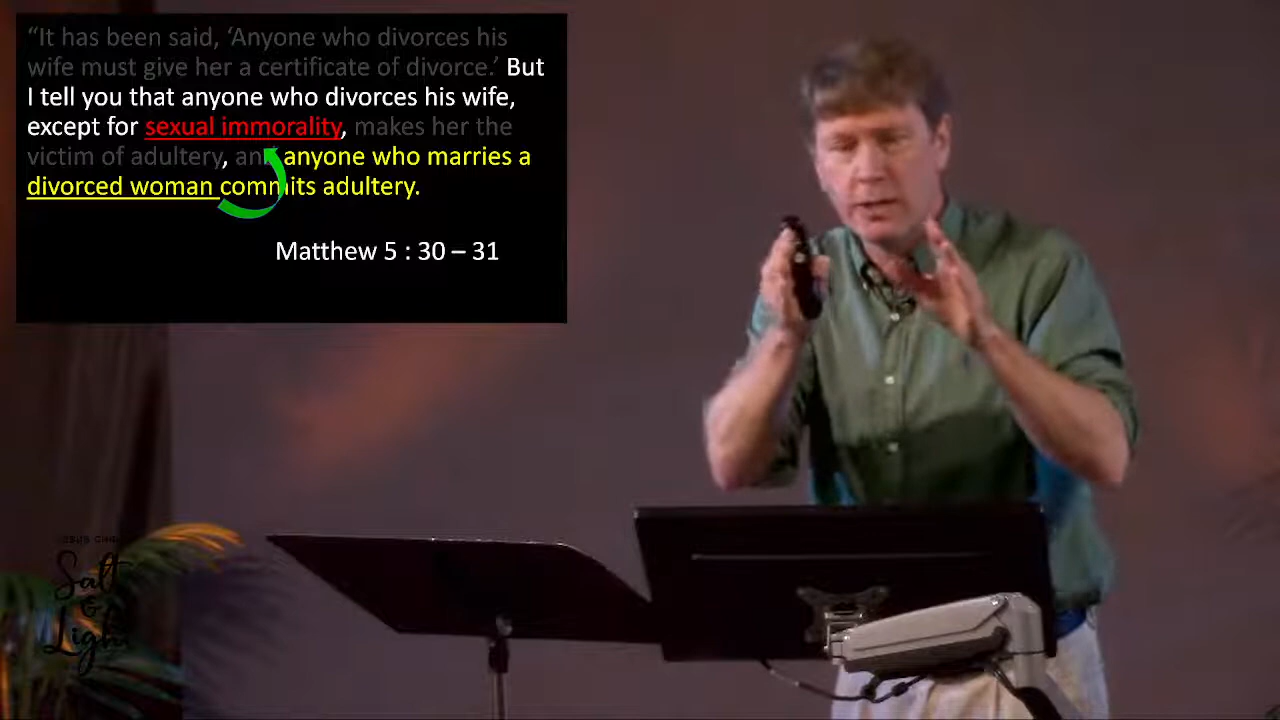 “It has been said, ‘Anyone who divorces his
wife must give her a certificate of divorce.’ But
I tell you that anyone who divorces his wife,
except for sexual immorality, makes her the
victim of adultery, and anyone who marries a
divorced woman commits adultery.
Matthew 5 : 30 – 31
Salt
&
Light